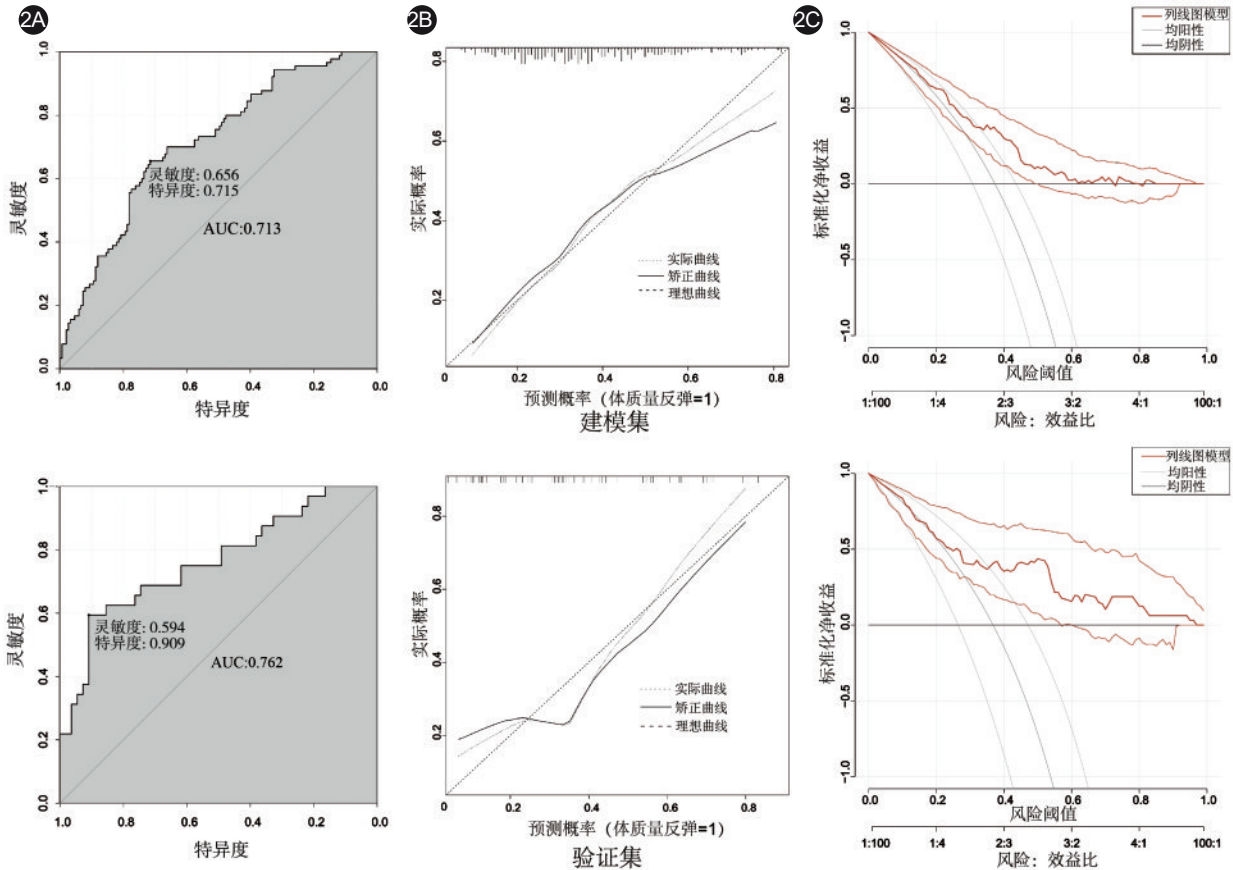 2A
1.0
0.8
0.6
0.4
0.2
0.0
灵敏度
灵敏度: 0.656
特异度: 0.715
AUC:0.713
1.0
0.8
0.6
0.4
0.2
0.0
特异度
2B
0.8
0.6
0.4
0.2
实际概率
实际曲线
矫正曲线
理想曲线
0
0.2
0.4
0.6
0.8
预测概率（体质量反弹=1）
建模集
2C
列线图模型
均阳性
均阴性
1.0
0.5
0.0
−0.5
−1.0
标准化净收益
0.0
0.2
0.4
0.6
0.8
1.0
风险阈值
1:100
1:4
2:3
3:2
4:1
100:1
风险：效益比
1.0
0.8
0.6
0.4
0.2
0.0
灵敏度
灵敏度: 0.594
特异度: 0.909
AUC:0.762
1.0
0.8
0.6
0.4
0.2
0.0
特异度
0.8
0.6
0.4
0.2
实际概率
实际曲线
矫正曲线
理想曲线
0
0.2
0.4
0.6
0.8
预测概率（体质量反弹=1）
验证集
列线图模型
均阳性
均阴性
1.0
0.5
0.0
−0.5
−1.0
标准化净收益
0.0
0.2
0.4
0.6
0.8
1.0
风险阈值
1:100
1:4
2:3
3:2
4:1
100:1
风险：效益比